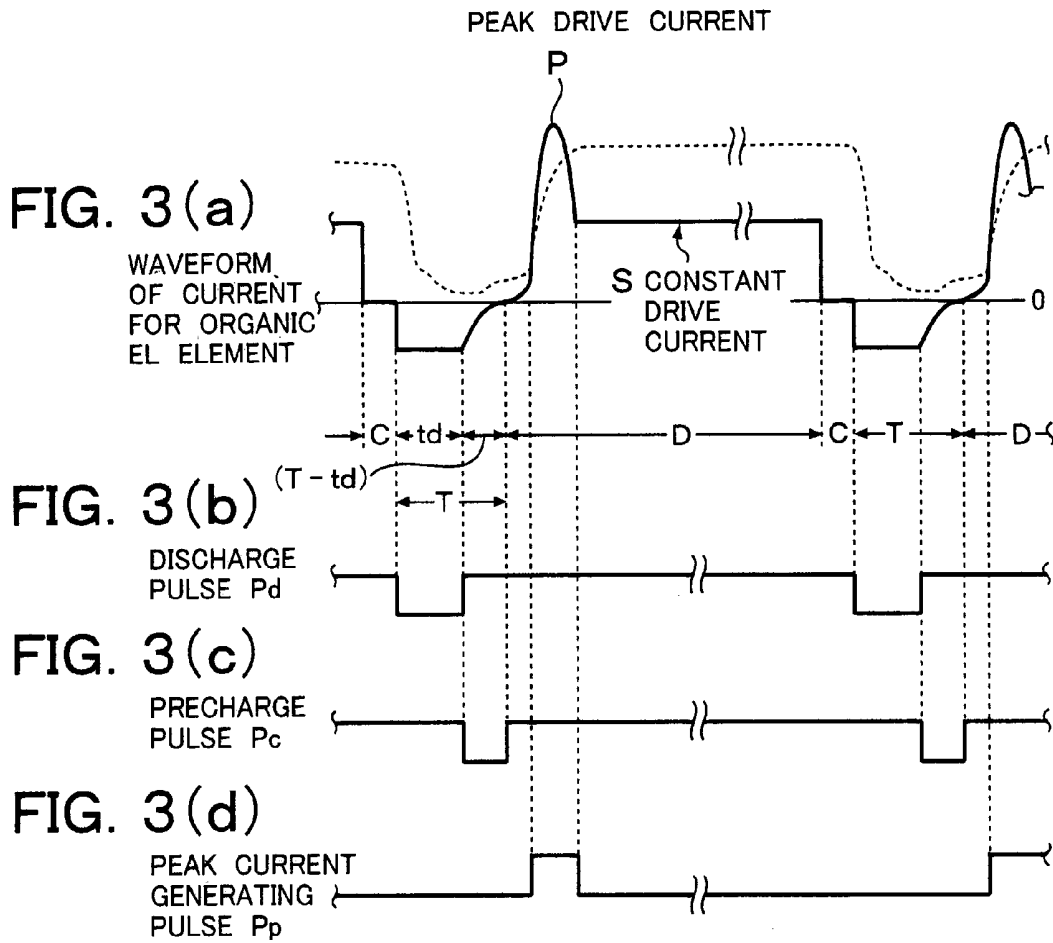 PEAK DRIVE CURRENT
P
FIG. 3(a)
WAVEFORM
OF CURRENT
FOR ORGANIC
EL ELEMENT
S CONSTANT
DRIVE
CURRENT
0
C td D C T D
(T-td)
T
FIG. 3(b)
DISCHARGE
PULSE Pd
FIG. 3(c)
PRECHARGE
PULSE Pc
FIG. 3(d)
PEAK CURRENT
GENERATING
PULSE Pp